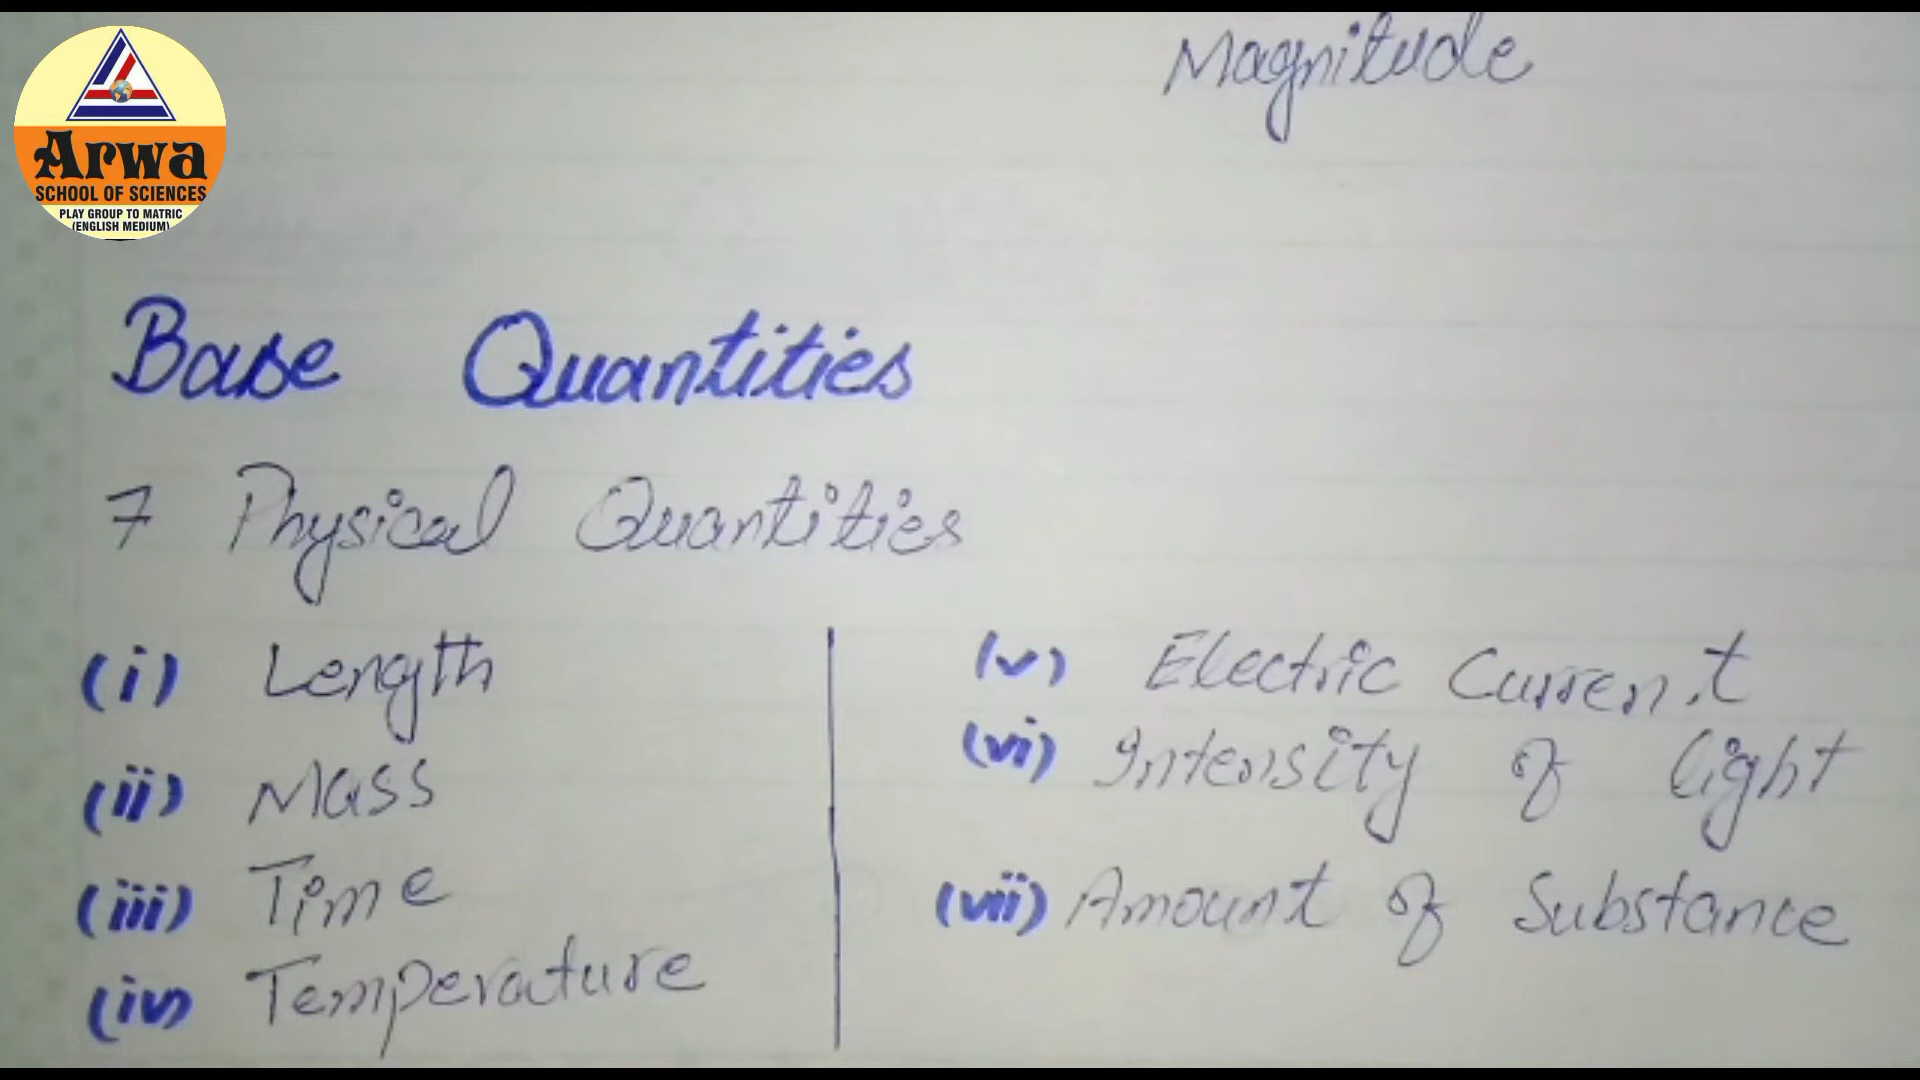 Magnitude
Arwa
SCHOOL OF SCIENCES
PLAY GROUP TO MATRIC
(ENGLISH MEDIUM)
Base Quantities
7 Physical Quantities
(i) Length
(ii) Mass
(iii) Time
(iv) Temperature
(v) Electric Current
(vi) Intensity of light
(vii) Amount of Substance